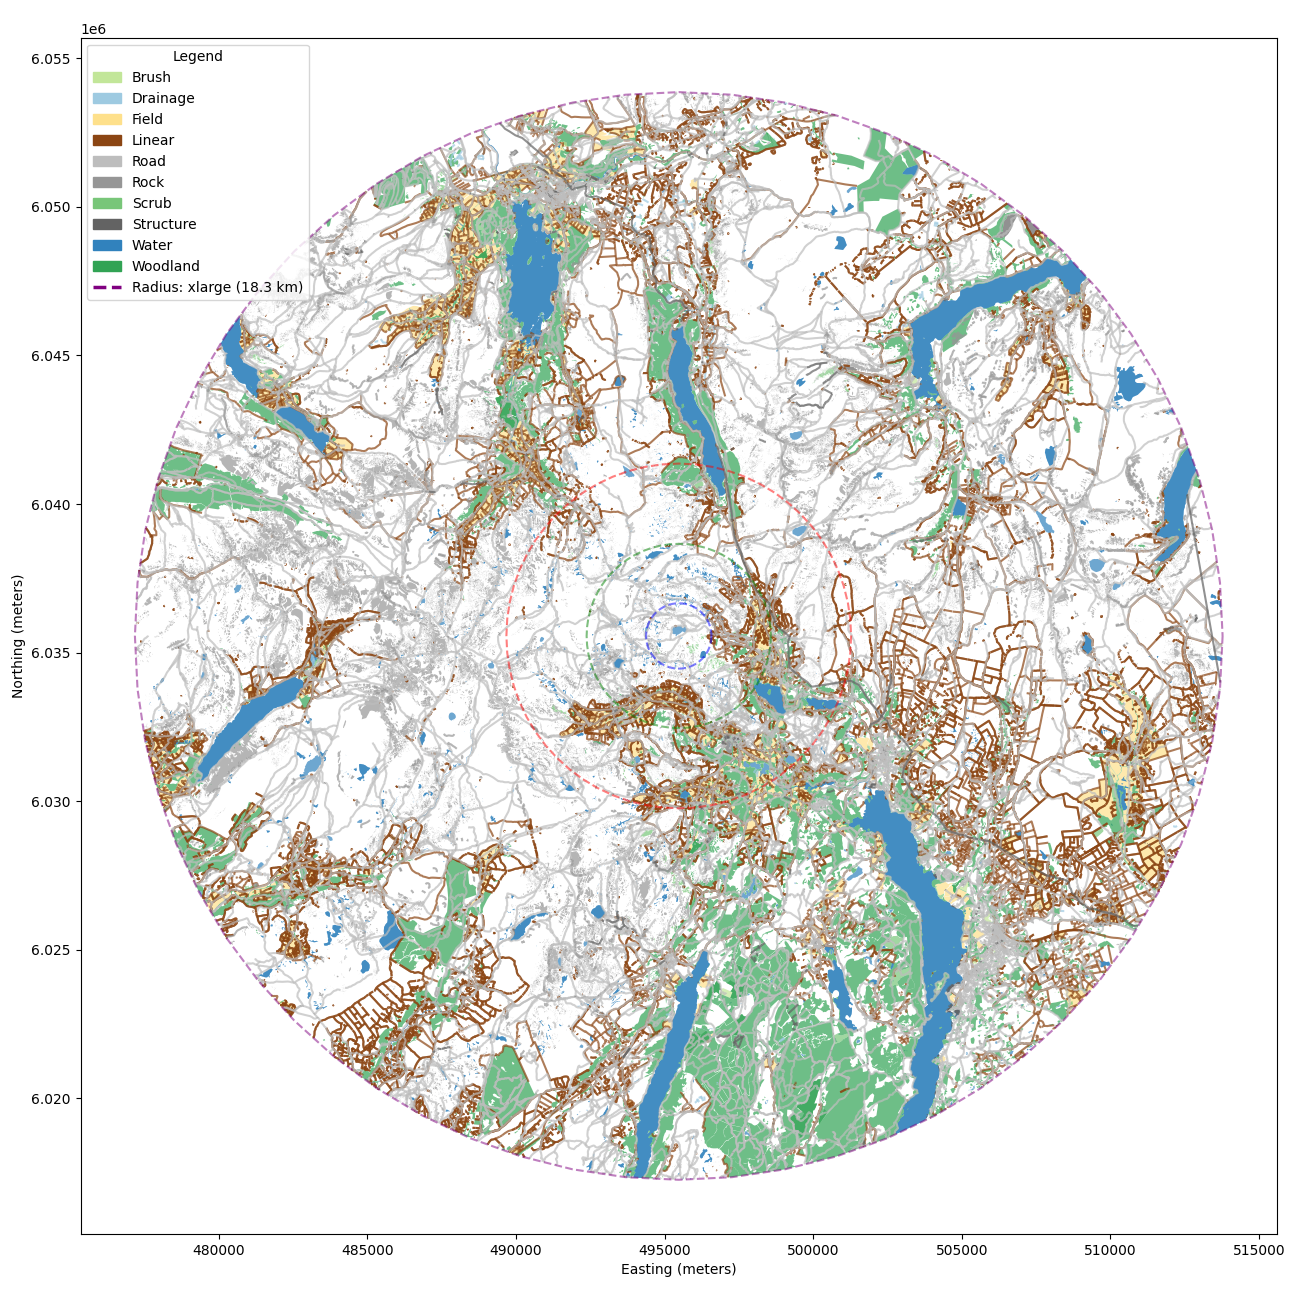 1e6
Legend
Brush
Drainage
Field
Linear
Road
Rock
Scrub
Structure
Water
Woodland
Radius: xlarge (18.3 km)
6.055
6.050
6.045
6.040
6.035
6.030
6.025
6.020
Northing (meters)
480000 485000 490000 495000 500000 505000 510000 515000
Easting (meters)